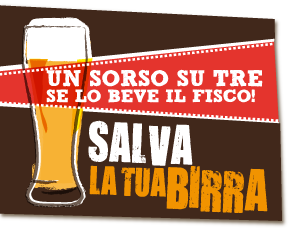 UN SORSO SU TRE
SE LO BEVE IL FISCO!
SALVA
LA TUA BIRRA